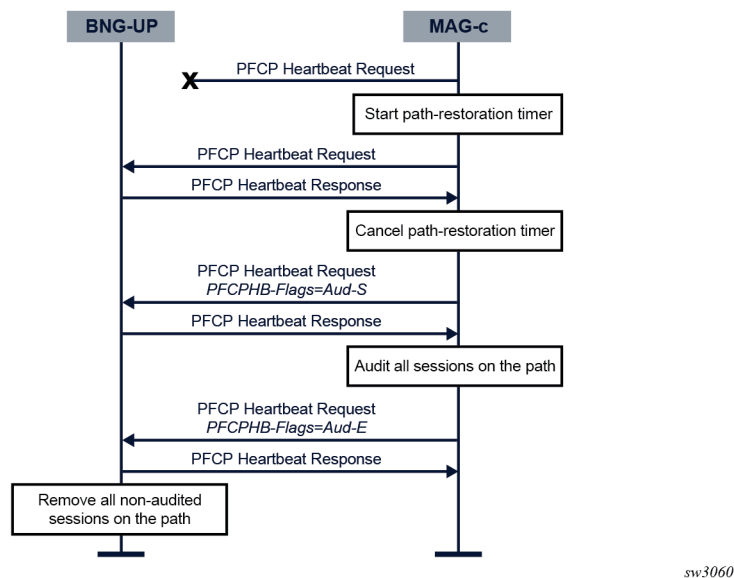 BNG-UP
MAG-c
PFCP Heartbeat Request
X
Start path-restoration timer
PFCP Heartbeat Request
PFCP Heartbeat Response
Cancel path-restoration timer
PFCP Heartbeat Request
PFCPHB-Flags=Aud-S
PFCP Heartbeat Response
Audit all sessions on the path
PFCP Heartbeat Request
PFCPHB-Flags=Aud-E
PFCP Heartbeat Response
Remove all non-audited
sessions on the path
sw3060